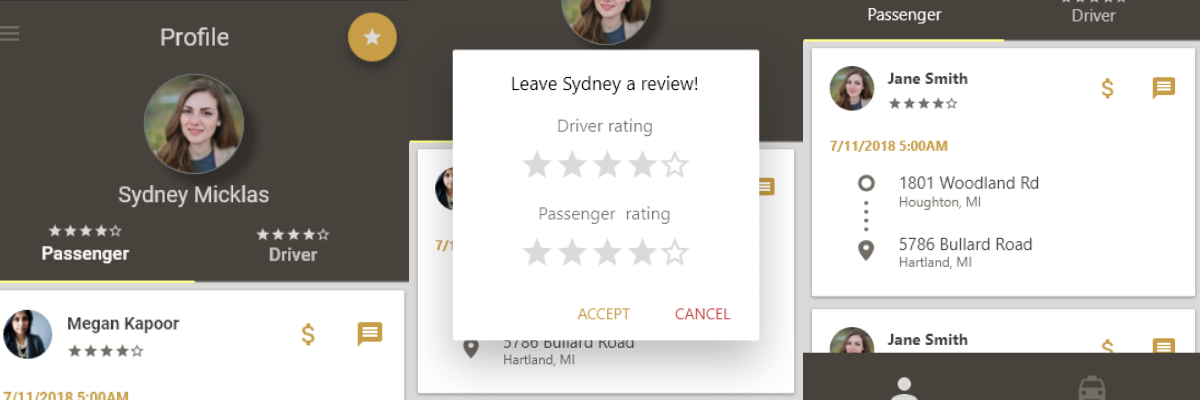 Profile
Sydney Micklas
Passenger
Driver
Megan Kapoor
$
7/11/2018 5:00AM
Leave Sydney a review!
Driver rating
Passenger rating
ACCEPT
CANCEL
7/1
5786 Bullard Road
Hartland, MI
Passenger
Driver
Jane Smith
$
7/11/2018 5:00AM
1801 Woodland Rd
Houghton, MI
5786 Bullard Road
Hartland, MI
Jane Smith
$